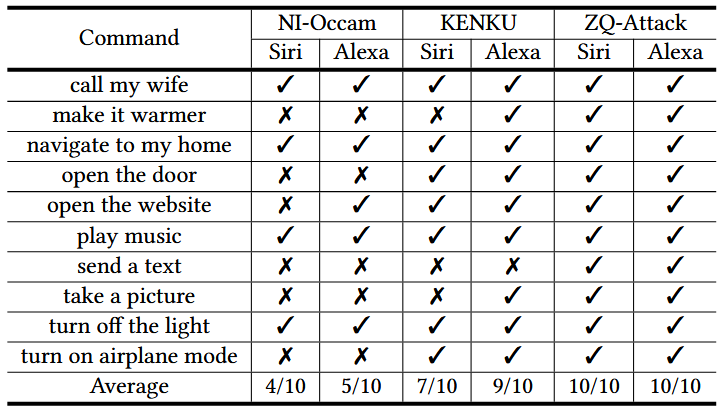 Command NI-Occam KENKU ZQ-Attack
Siri Alexa Siri Alexa Siri Alexa
call my wife ✓ ✓ ✓ ✓ ✓ ✓
make it warmer ✗ ✗ ✗ ✓ ✓ ✓
navigate to my home ✓ ✓ ✓ ✓ ✓ ✓
open the door ✗ ✗ ✓ ✓ ✓ ✓
open the website ✗ ✓ ✓ ✓ ✓ ✓
play music ✓ ✓ ✓ ✓ ✓ ✓
send a text ✗ ✗ ✗ ✗ ✓ ✓
take a picture ✗ ✗ ✗ ✓ ✓ ✓
turn off the light ✓ ✓ ✓ ✓ ✓ ✓
turn on airplane mode ✗ ✗ ✓ ✓ ✓ ✓
Average 4/10 5/10 7/10 9/10 10/10 10/10